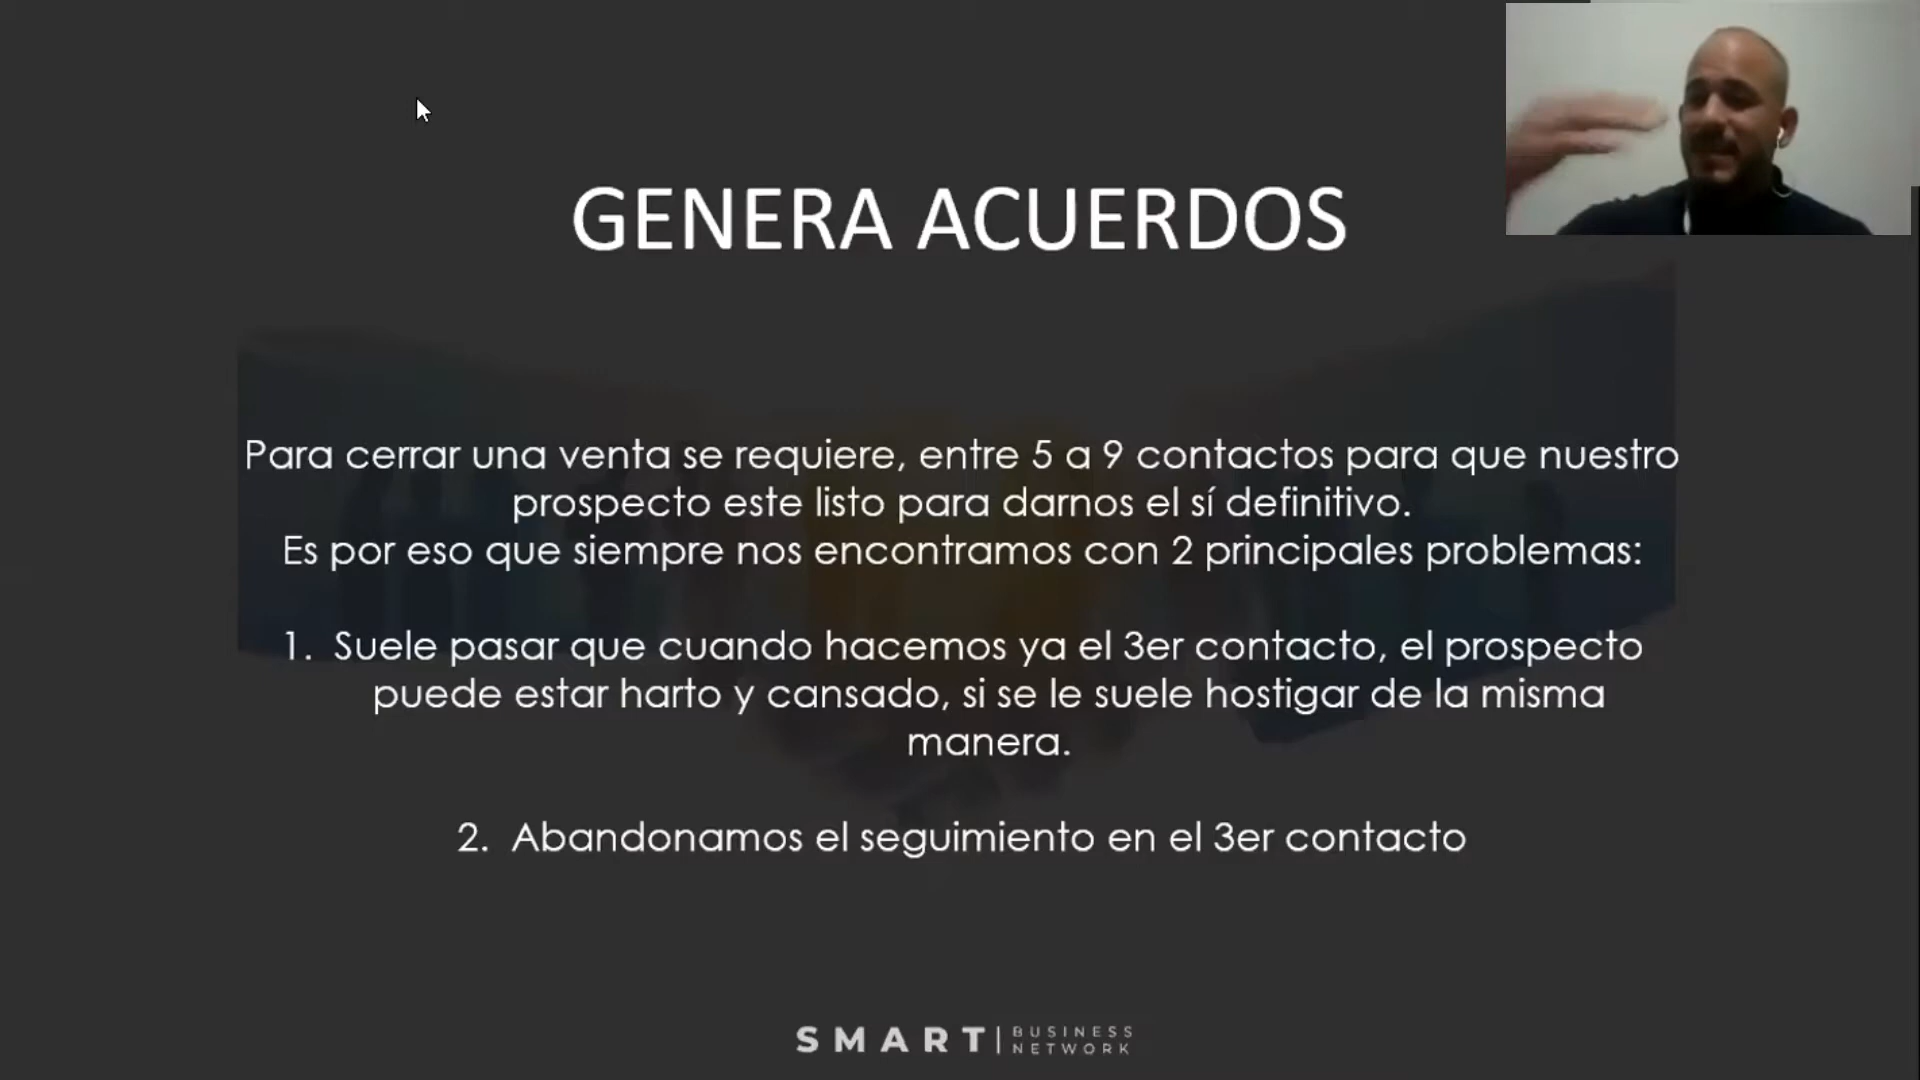 GENERA ACUERDOS
Para cerrar una venta se requiere, entre 5 a 9 contactos para que nuestro
prospecto este listo para darnos el sí definitivo.
Es por eso que siempre nos encontramos con 2 principales problemas:
1. Suele pasar que cuando hacemos ya el 3er contacto, el prospecto
puede estar harto y cansado, si se le suele hostigar de la misma
manera.
2. Abandonamos el seguimiento en el 3er contacto
SMART | BUSINESS
NETWORK